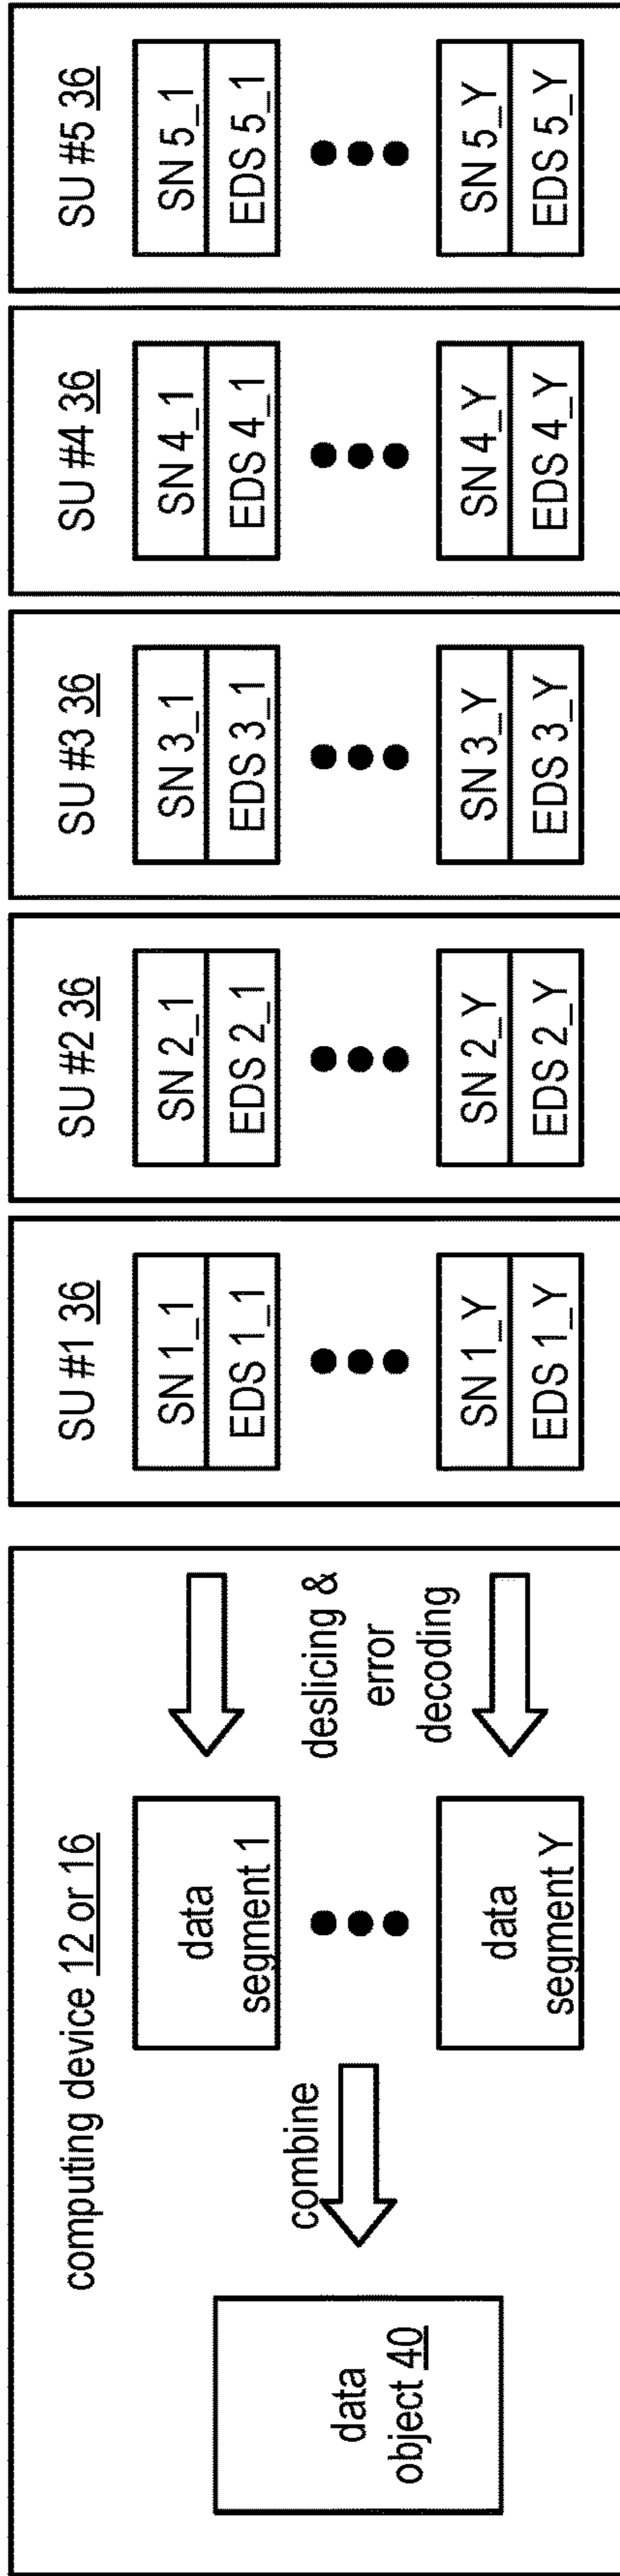 computing device 12 or 16
data
object 40
combine
data
segment 1
data
segment Y
deslicing &
error
decoding
SU #1 36
SN 1_1
EDS 1_1
SN 1_Y
EDS 1_Y
SU #2 36
SN 2_1
EDS 2_1
SN 2_Y
EDS 2_Y
SU #3 36
SN 3_1
EDS 3_1
SN 3_Y
EDS 3_Y
SU #4 36
SN 4_1
EDS 4_1
SN 4_Y
EDS 4_Y
SU #5 36
SN 5_1
EDS 5_1
SN 5_Y
EDS 5_Y